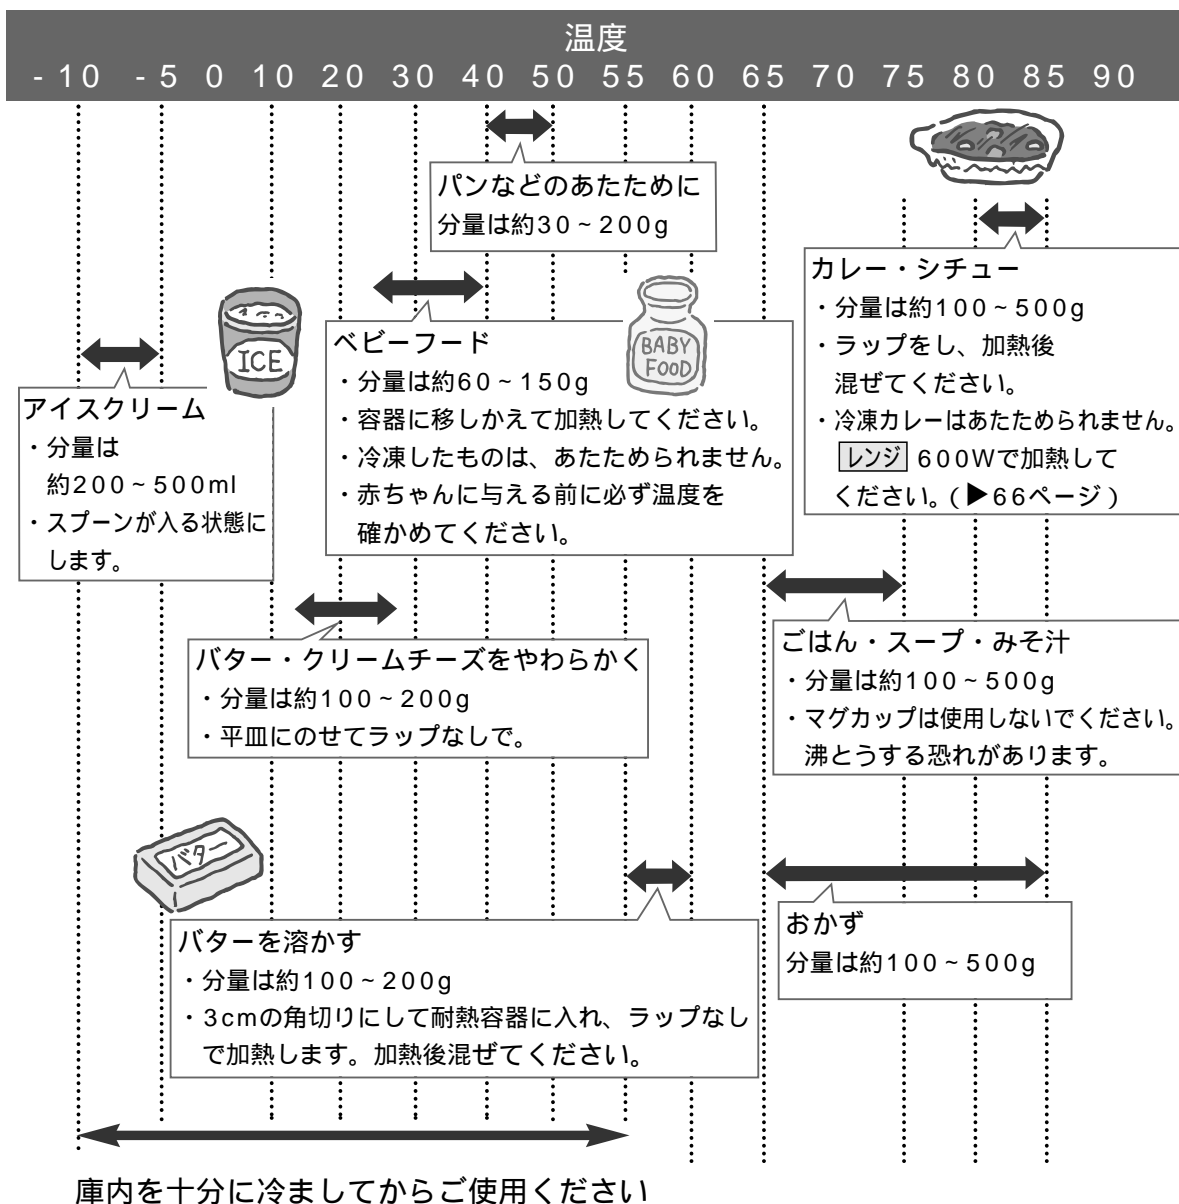 温度
-10 -5 0 10 20 30 40 50 55 60 65 70 75 80 85 90
パンなどのあたために
分量は約30~200g
カレー・シチュー
・分量は約100~500g
・ラップをし、加熱後
混ぜてください。
・冷凍カレーはあたためられません。
レンジ 600Wで加熱して
ください。(▶66ページ)
ICE
BABY
FOOD
ベビーフード
・分量は約60~150g
・容器に移しかえて加熱してください。
・冷凍したものは、あたためられません。
・赤ちゃんに与える前に必ず温度を
確かめてください。
アイスクリーム
・分量は
約200~500ml
・スプーンが入る状態に
します。
バター・クリームチーズをやわらかく
・分量は約100~200g
・平皿にのせてラップなしで。
ごはん・スープ・みそ汁
・分量は約100~500g
・マグカップは使用しないでください。
沸とうする恐れがあります。
バター
バターを溶かす
・分量は約100~200g
・3cmの角切りにして耐熱容器に入れ、ラップなし
で加熱します。加熱後混ぜてください。
おかず
分量は約100~500g
庫内を十分に冷ましてからご使用ください